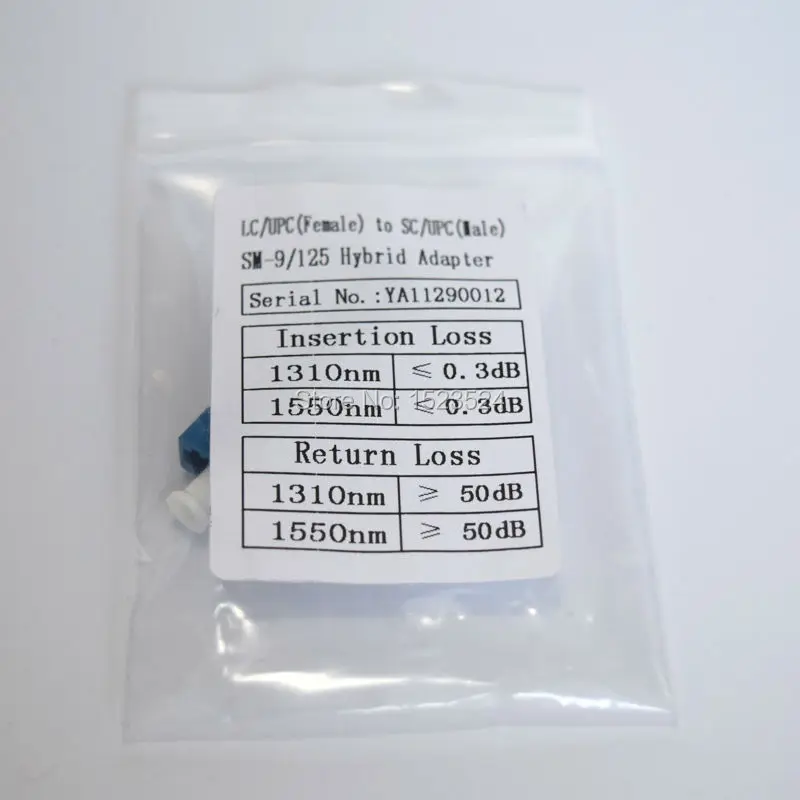 LC/UPC(Female) to SC/UPC(Male)
SM-9/125 Hybrid Adapter
Serial No.:YA11290012
Insertion Loss
1310nm ≤ 0.3dB
Store No: 1523524
1550nm ≤ 0.3dB
Return Loss
1310nm ≥ 50dB
1550nm ≥ 50dB